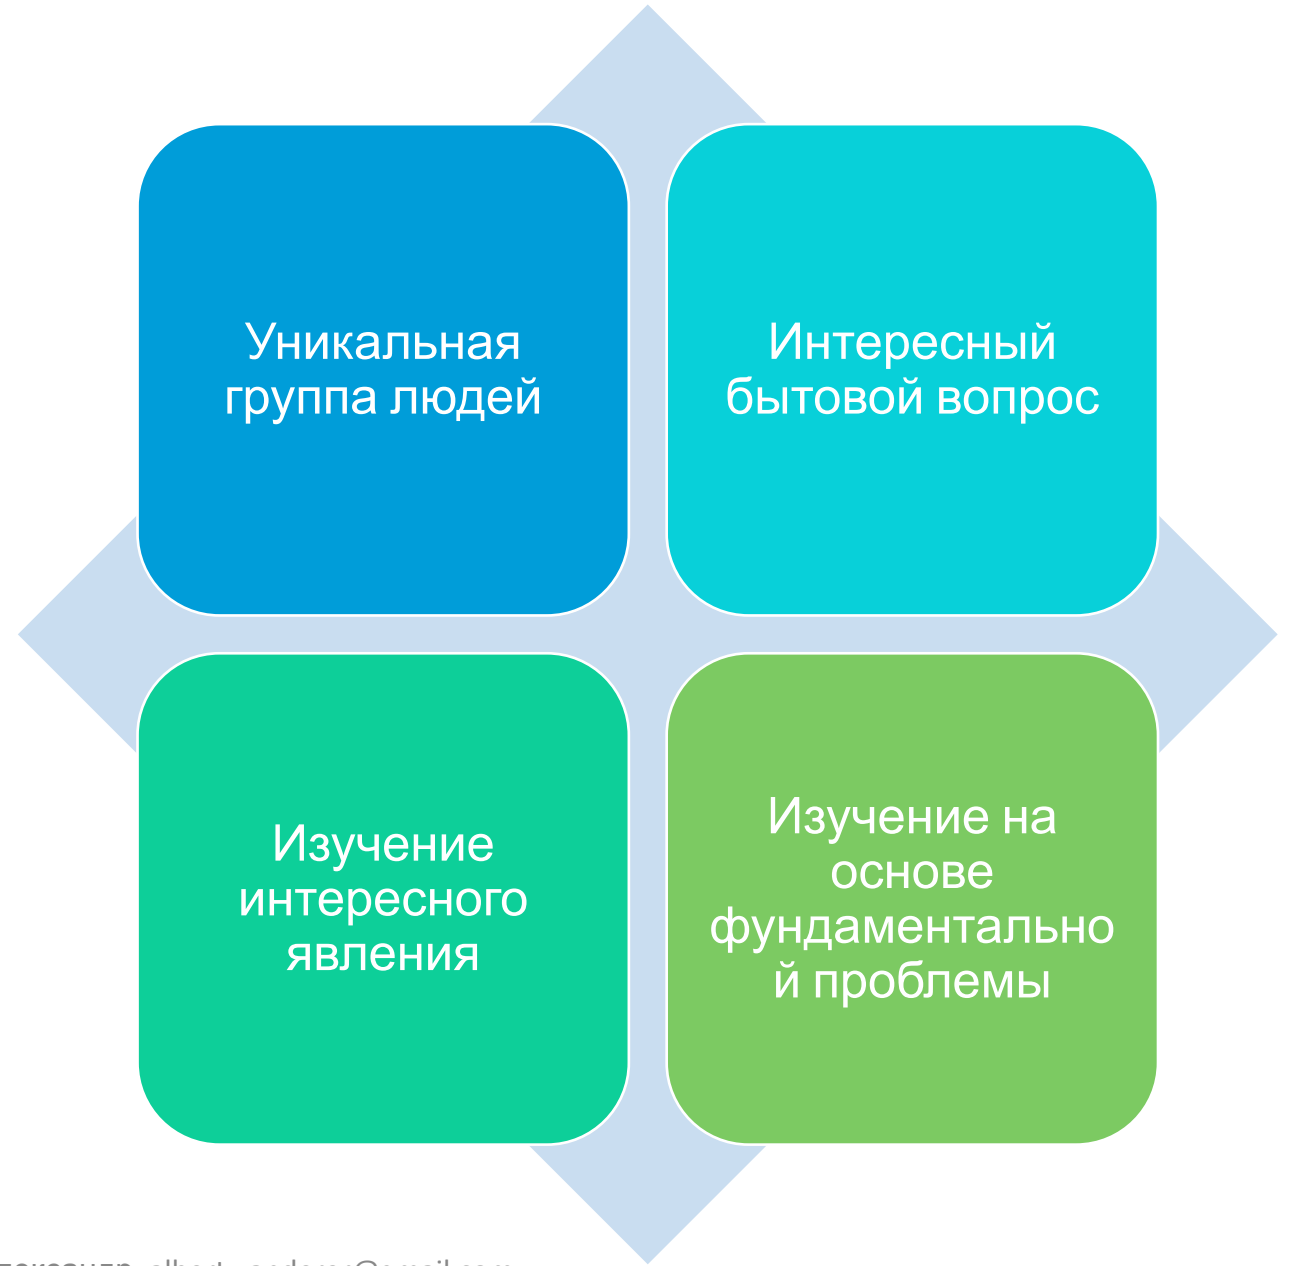 Уникальная
группа людей
Интересный
бытовой вопрос
Изучение
интересного
явления
Изучение на
основе
фундаментально
й проблемы